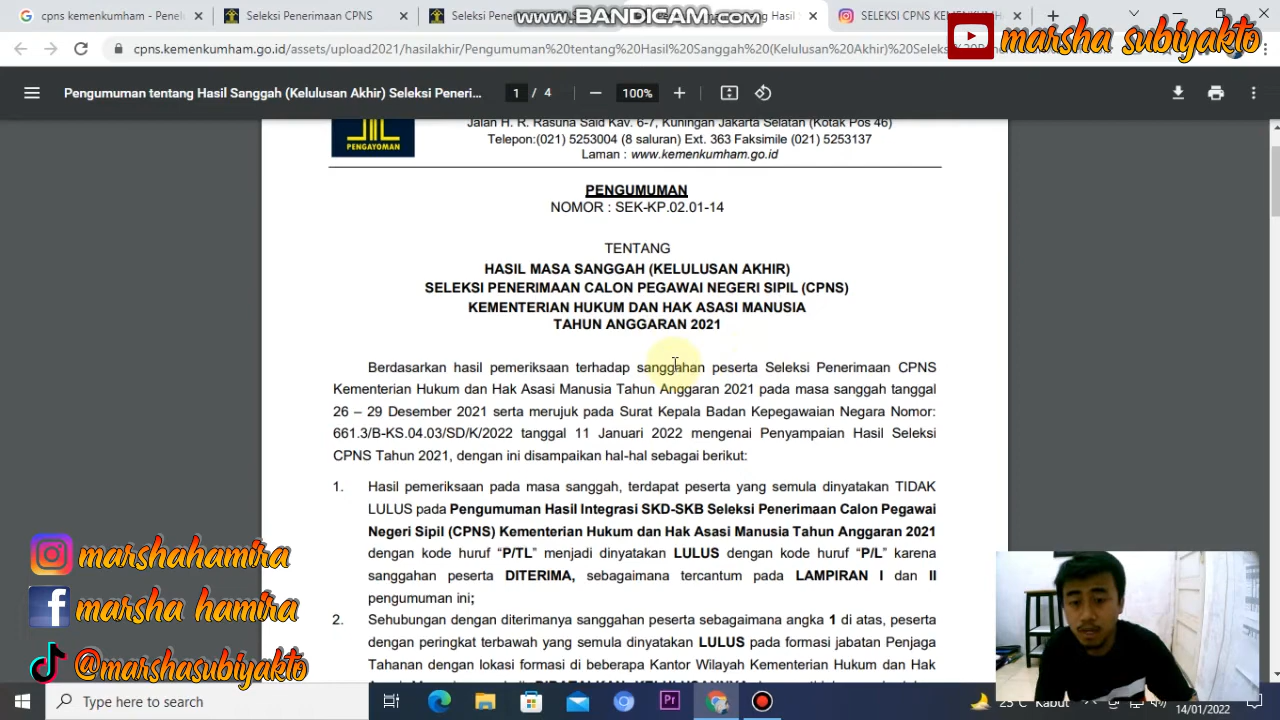 cpns kemenkumham - Penel
Seleksi Penerimaan CPNS
www.BANDICAM.com
SELEKSI CPNS KEMENKUMH
marsha subiyakto
cpns.kemenkumham.go.id/assets/upload2021/hasilakhir/Pengumuman%20tentang%20Hasil%20Sanggah%20(Kelulusan%20Akhir)%20Seleksi%20
Pengumuman tentang Hasil Sanggah (Kelulusan Akhir) Seleksi Peneri...
1 / 4
100%
PENGAYOMAN
Jalan H. R. Rasuna Said Kav. 6-7, Kuningan Jakarta Selatan (Kotak Pos 46)
Telepon:(021) 5253004 (8 saluran) Ext. 363 Faksimile (021) 5253137
Laman : www.kemenkumham.go.id
PENGUMUMAN
NOMOR : SEK-KP.02.01-14
TENTANG
HASIL MASA SANGGAH (KELULUSAN AKHIR)
SELEKSI PENERIMAAN CALON PEGAWAI NEGERI SIPIL (CPNS)
KEMENTERIAN HUKUM DAN HAK ASASI MANUSIA
TAHUN ANGGARAN 2021
Berdasarkan hasil pemeriksaan terhadap sanggahan peserta Seleksi Penerimaan CPNS
Kementerian Hukum dan Hak Asasi Manusia Tahun Anggaran 2021 pada masa sanggah tanggal
26 – 29 Desember 2021 serta merujuk pada Surat Kepala Badan Kepegawaian Negara Nomor:
661.3/B-KS.04.03/SD/K/2022 tanggal 11 Januari 2022 mengenai Penyampaian Hasil Seleksi
CPNS Tahun 2021, dengan ini disampaikan hal-hal sebagai berikut:
1. Hasil pemeriksaan pada masa sanggah, terdapat peserta yang semula dinyatakan TIDAK
LULUS pada Pengumuman Hasil Integrasi SKD-SKB Seleksi Penerimaan Calon Pegawai
Negeri Sipil (CPNS) Kementerian Hukum dan Hak Asasi Manusia Tahun Anggaran 2021
dengan kode huruf “P/TL” menjadi dinyatakan LULUS dengan kode huruf “P/L” karena
sanggahan peserta DITERIMA, sebagaimana tercantum pada LAMPIRAN I dan II
pengumuman ini;
2. Sehubungan dengan diterimanya sanggahan peserta sebagaimana angka 1 di atas, peserta
dengan peringkat terbawah yang semula dinyatakan LULUS pada formasi jabatan Penjaga
Tahanan dengan lokasi formasi di beberapa Kantor Wilayah Kementerian Hukum dan Hak
marshahamira
marsha hamira
@marshasubiyakto
Type here to search
25°C Kabut
14/01/2022